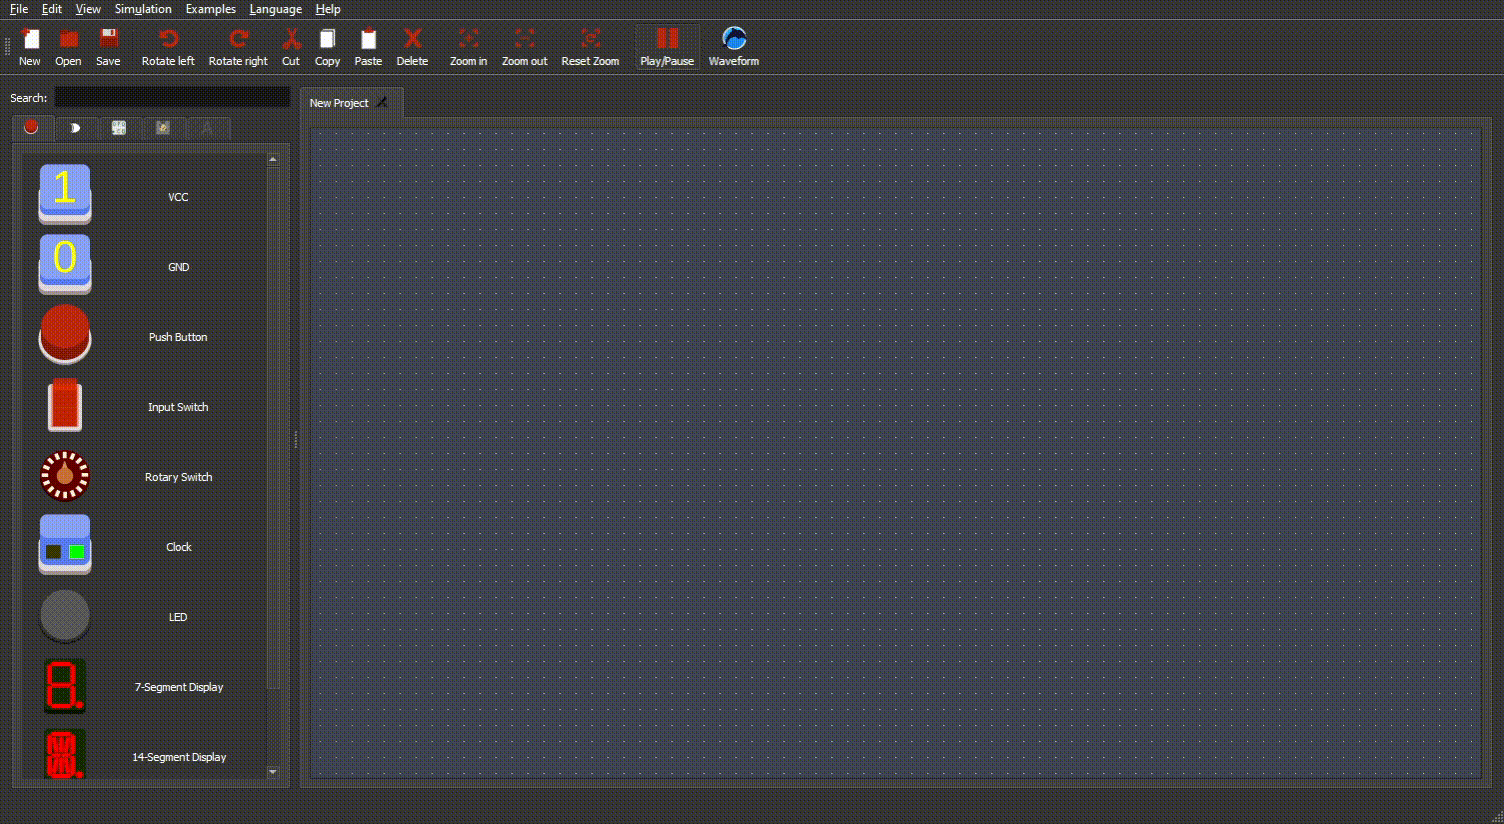 File Edit View Simulation Examples Language Help
New Open Save Rotate left Rotate right Cut Copy Paste Delete Zoom in Zoom out Reset Zoom Play/Pause Waveform
Search:
New Project
A
1
VCC
0
GND
Push Button
Input Switch
Rotary Switch
Clock
LED
7-Segment Display
14-Segment Display